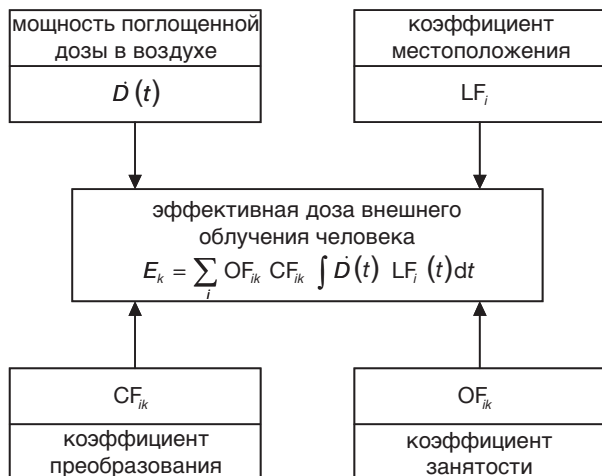 мощность поглощенной
дозы в воздухе
Ḋ(t)
коэффициент
местоположения
LFᵢ
эффективная доза внешнего
облучения человека
Eₖ = ∑ᵢ OFᵢₖ CFᵢₖ ∫ Ḋ(t) LFᵢ (t)dt
CFᵢₖ
коэффициент
преобразования
OFᵢₖ
коэффициент
занятости